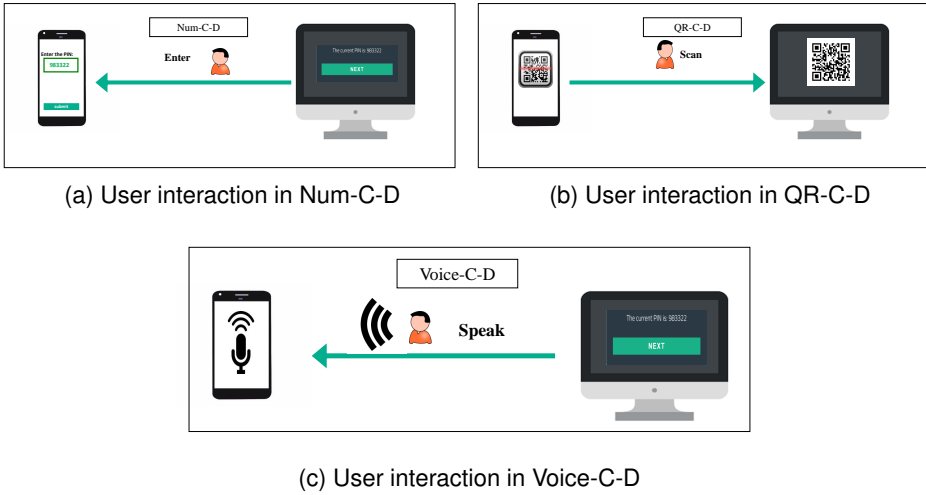 Num-C-D
Enter the PIN:
983322
submit
Enter
The current PIN is: 983322
NEXT
QR-C-D
Scan
(a) User interaction in Num-C-D
(b) User interaction in QR-C-D
Voice-C-D
Speak
The current PIN is: 983322
NEXT
(c) User interaction in Voice-C-D